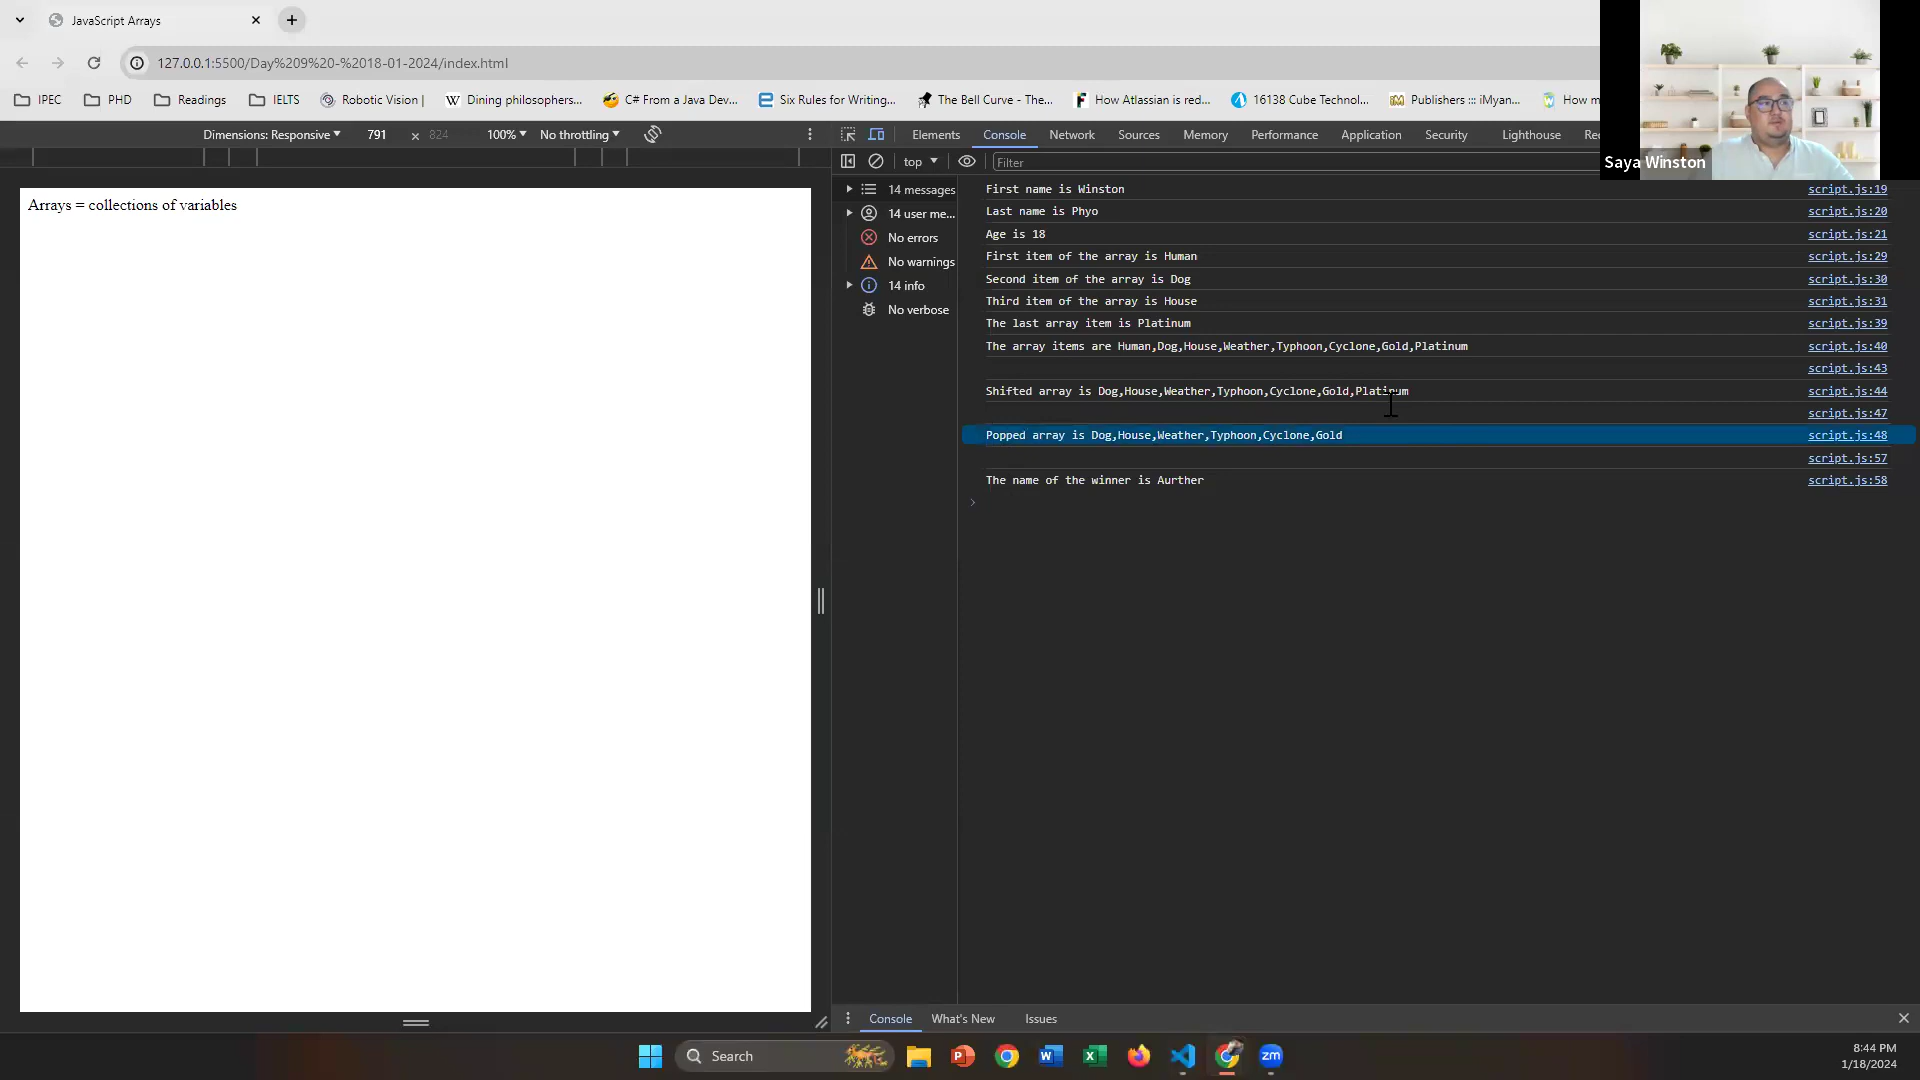 JavaScript Arrays
127.0.0.1:5500/Day%209%20-%2018-01-2024/index.html
IPEC PHD Readings IELTS Robotic Vision | Dining philosophers... C# From a Java Dev... Six Rules for Writing... The Bell Curve - The... How Atlassian is red... 16138 Cube Technol... Publishers ::: iMyan... How m
Dimensions: Responsive 791 × 824 100% No throttling
Elements Console Network Sources Memory Performance Application Security Lighthouse Rec
top Filter
Saya Winston
Arrays = collections of variables
14 messages
14 user me...
No errors
No warnings
14 info
No verbose
First name is Winston script.js:19
Last name is Phyo script.js:20
Age is 18 script.js:21
First item of the array is Human script.js:29
Second item of the array is Dog script.js:30
Third item of the array is House script.js:31
The last array item is Platinum script.js:39
The array items are Human,Dog,House,Weather,Typhoon,Cyclone,Gold,Platinum script.js:40
script.js:43
Shifted array is Dog,House,Weather,Typhoon,Cyclone,Gold,Platinum script.js:44
script.js:47
Popped array is Dog,House,Weather,Typhoon,Cyclone,Gold script.js:48
script.js:57
The name of the winner is Aurther script.js:58
Console What's New Issues
Search
8:44 PM
1/18/2024